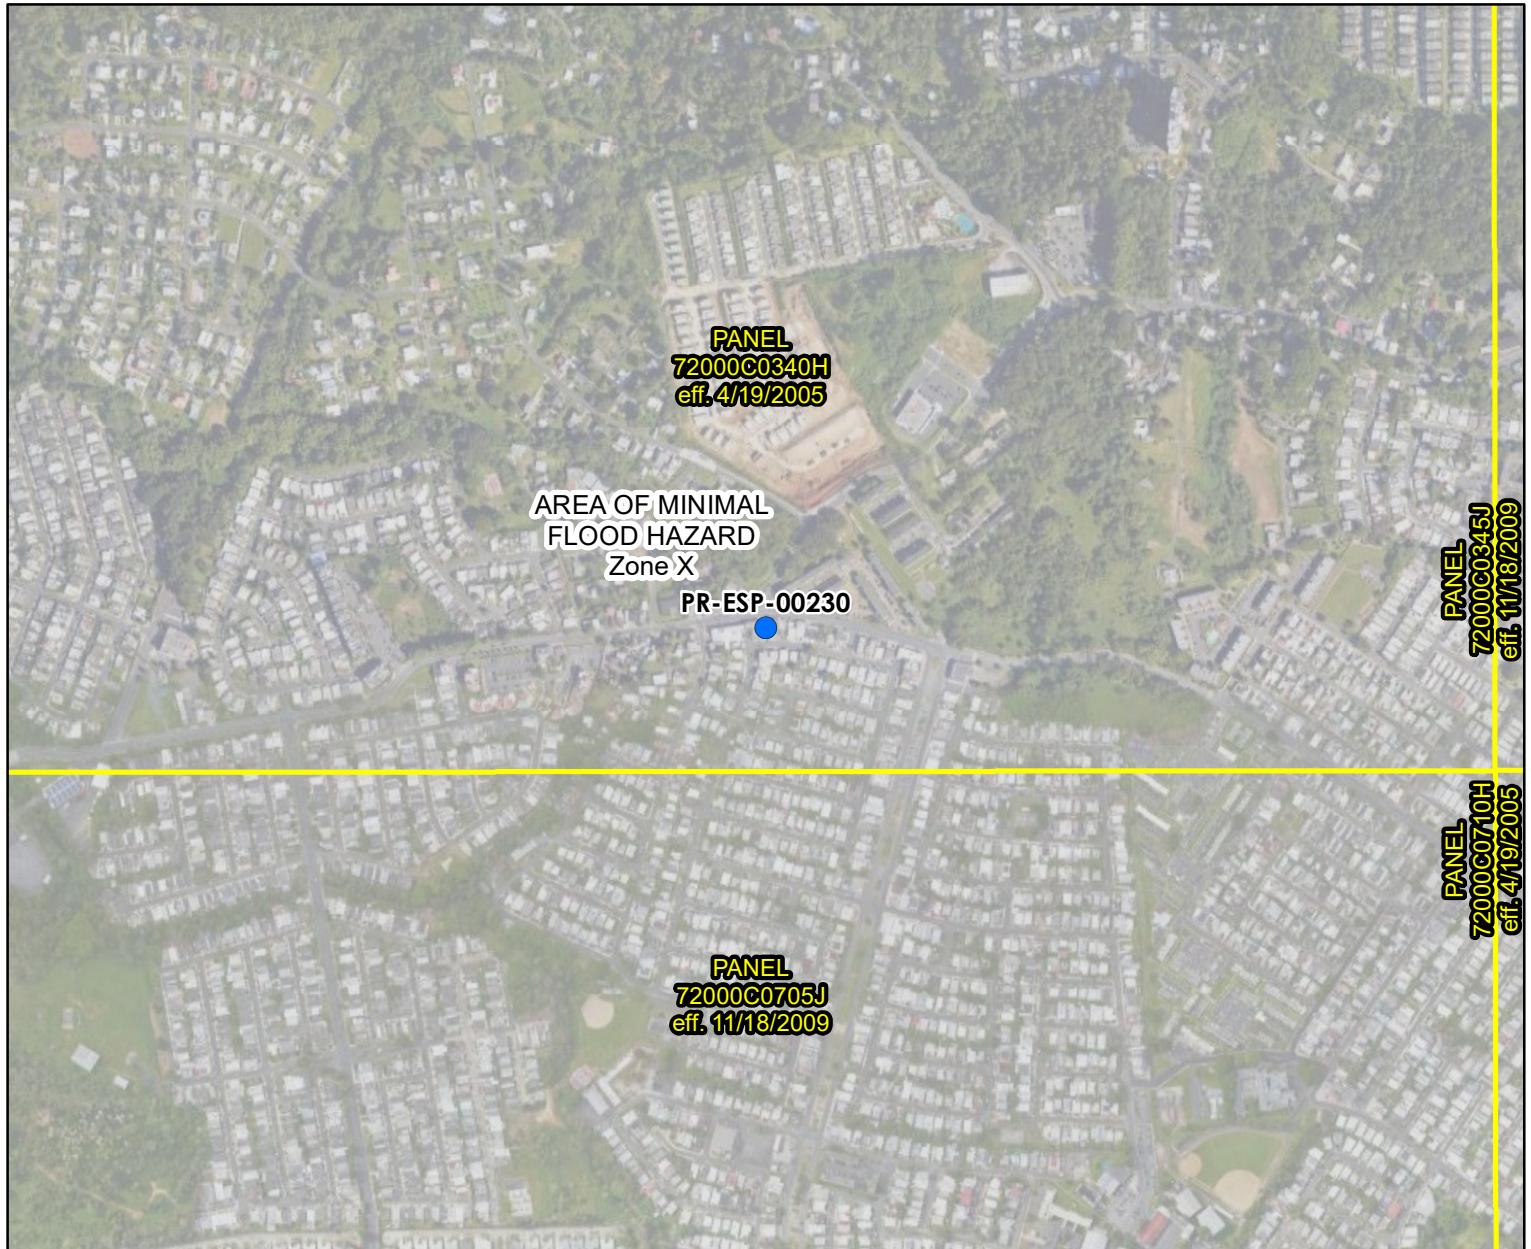 PANEL
72000C0340H
eff. 4/19/2005
AREA OF MINIMAL
FLOOD HAZARD
Zone X
PR-ESP-00230
PANEL
72000C0345J
eff. 11/18/2009
PANEL
72000C0710H
eff. 4/19/2005
PANEL
72000C0705J
eff. 11/18/2009